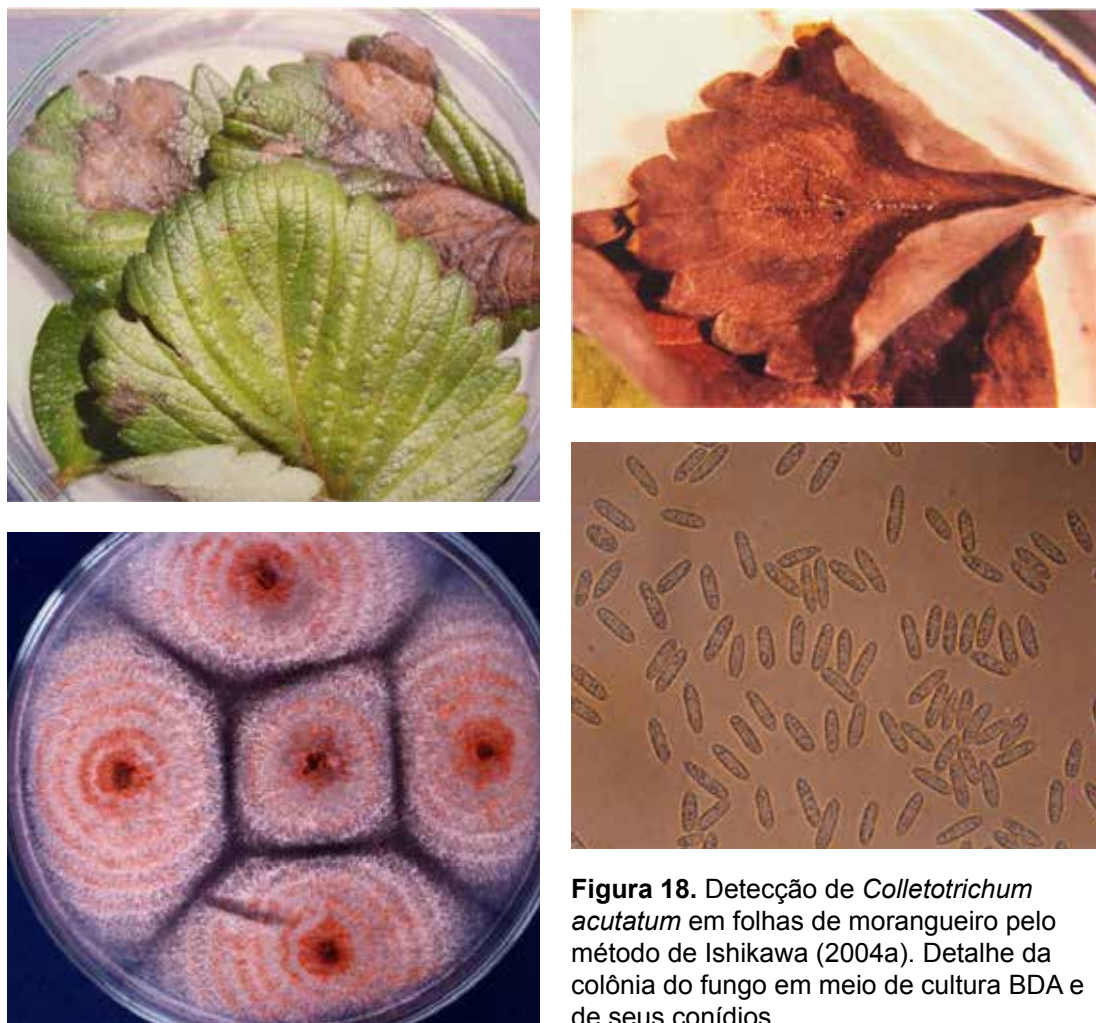 Figura 18. Detecção de Colletotrichum
acutatum em folhas de morangueiro pelo
método de Ishikawa (2004a). Detalhe da
colônia do fungo em meio de cultura BDA e
de seus conídios